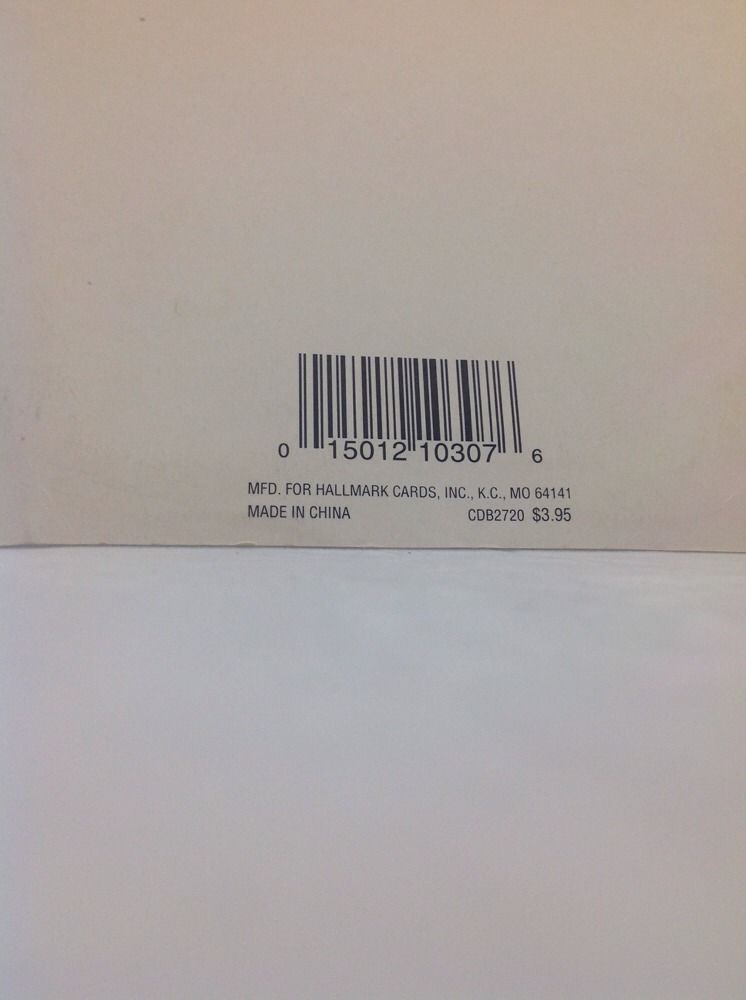 0 15012 10307 6
MFD. FOR HALLMARK CARDS, INC., K.C., MO 64141
MADE IN CHINA CDB2720 $3.95